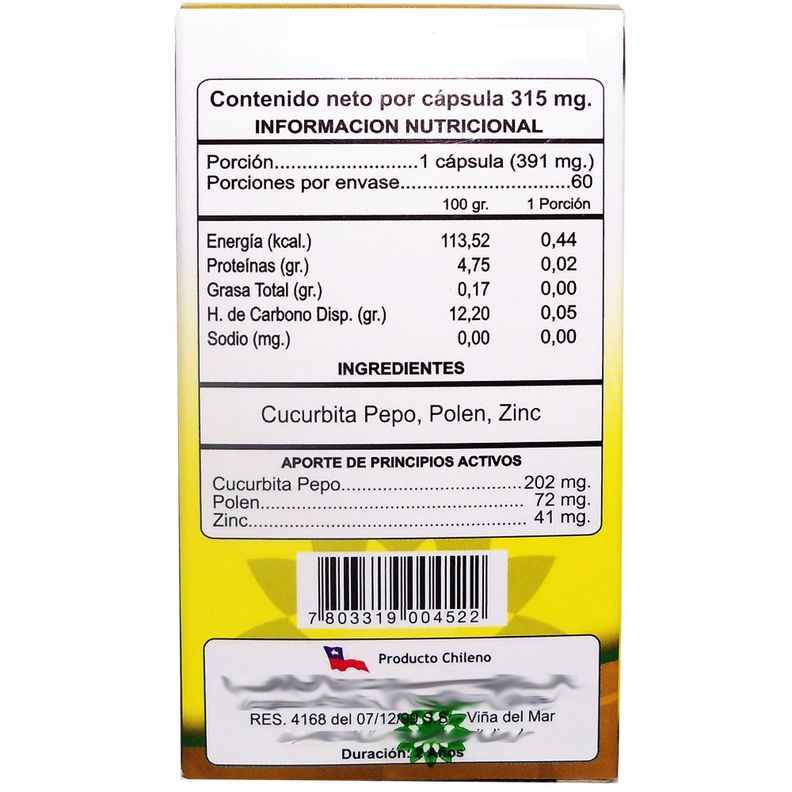 Contenido neto por cápsula 315 mg.
INFORMACION NUTRICIONAL
Porción.........................1 cápsula (391 mg.)
Porciones por envase..............................60
100 gr. 1 Porción
Energía (kcal.) 113,52 0,44
Proteínas (gr.) 4,75 0,02
Grasa Total (gr.) 0,17 0,00
H. de Carbono Disp. (gr.) 12,20 0,05
Sodio (mg.) 0,00 0,00
INGREDIENTES
Cucurbita Pepo, Polen, Zinc
APORTE DE PRINCIPIOS ACTIVOS
Cucurbita Pepo................................202 mg.
Polen............................................... 72 mg.
Zinc................................................. 41 mg.
7 803319 004522
Producto Chileno
RES. 4168 del 07/12/99 S.S. - Viña del Mar
Duración: 2 Años